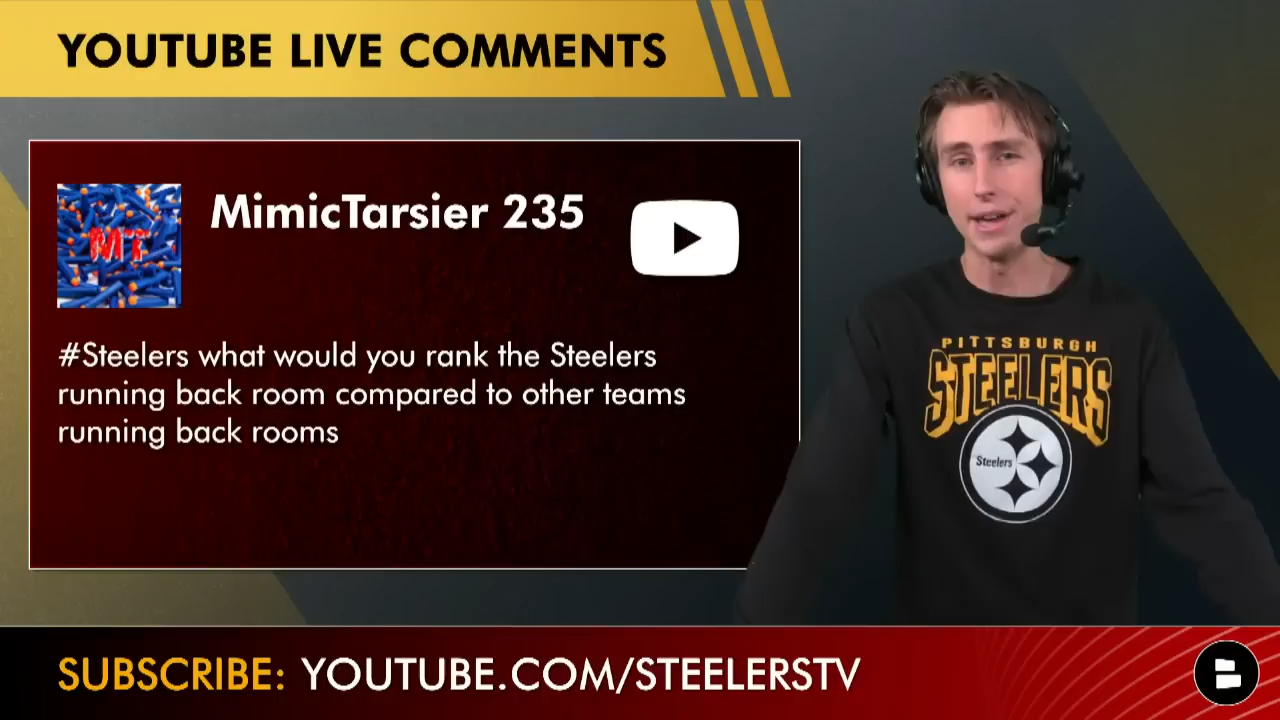 YOUTUBE LIVE COMMENTS
MimicTarsier 235
MT
#Steelers what would you rank the Steelers
running back room compared to other teams
running back rooms
PITTSBURGH
STEELERS
Steelers
SUBSCRIBE: YOUTUBE.COM/STEELERSTV